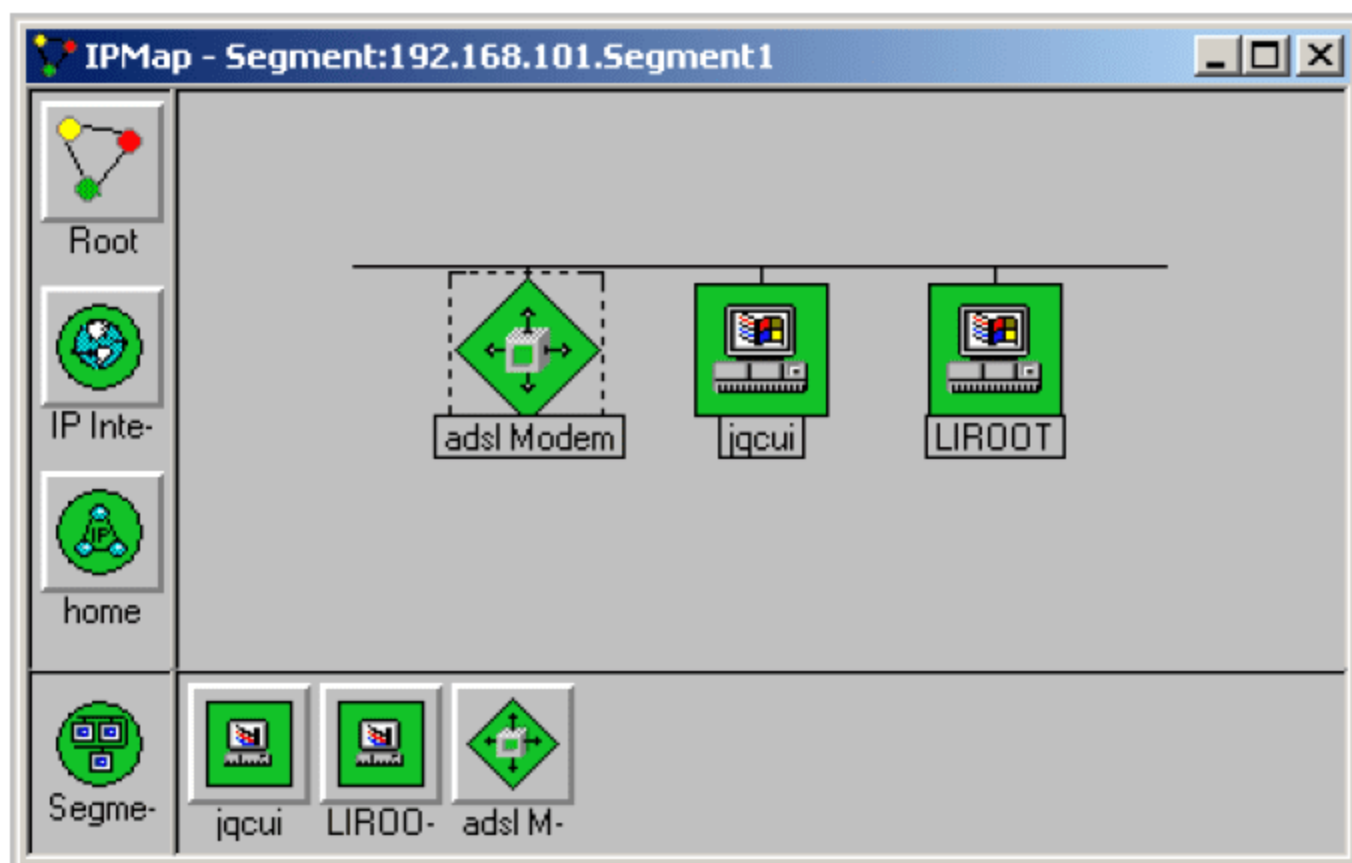 IPMap - Segment:192.168.101.Segment1
Root
IP Inte-
home
adsl Modem
jqcui
LIROOT
Segme-
jqcui
LIROO-
adsl M-